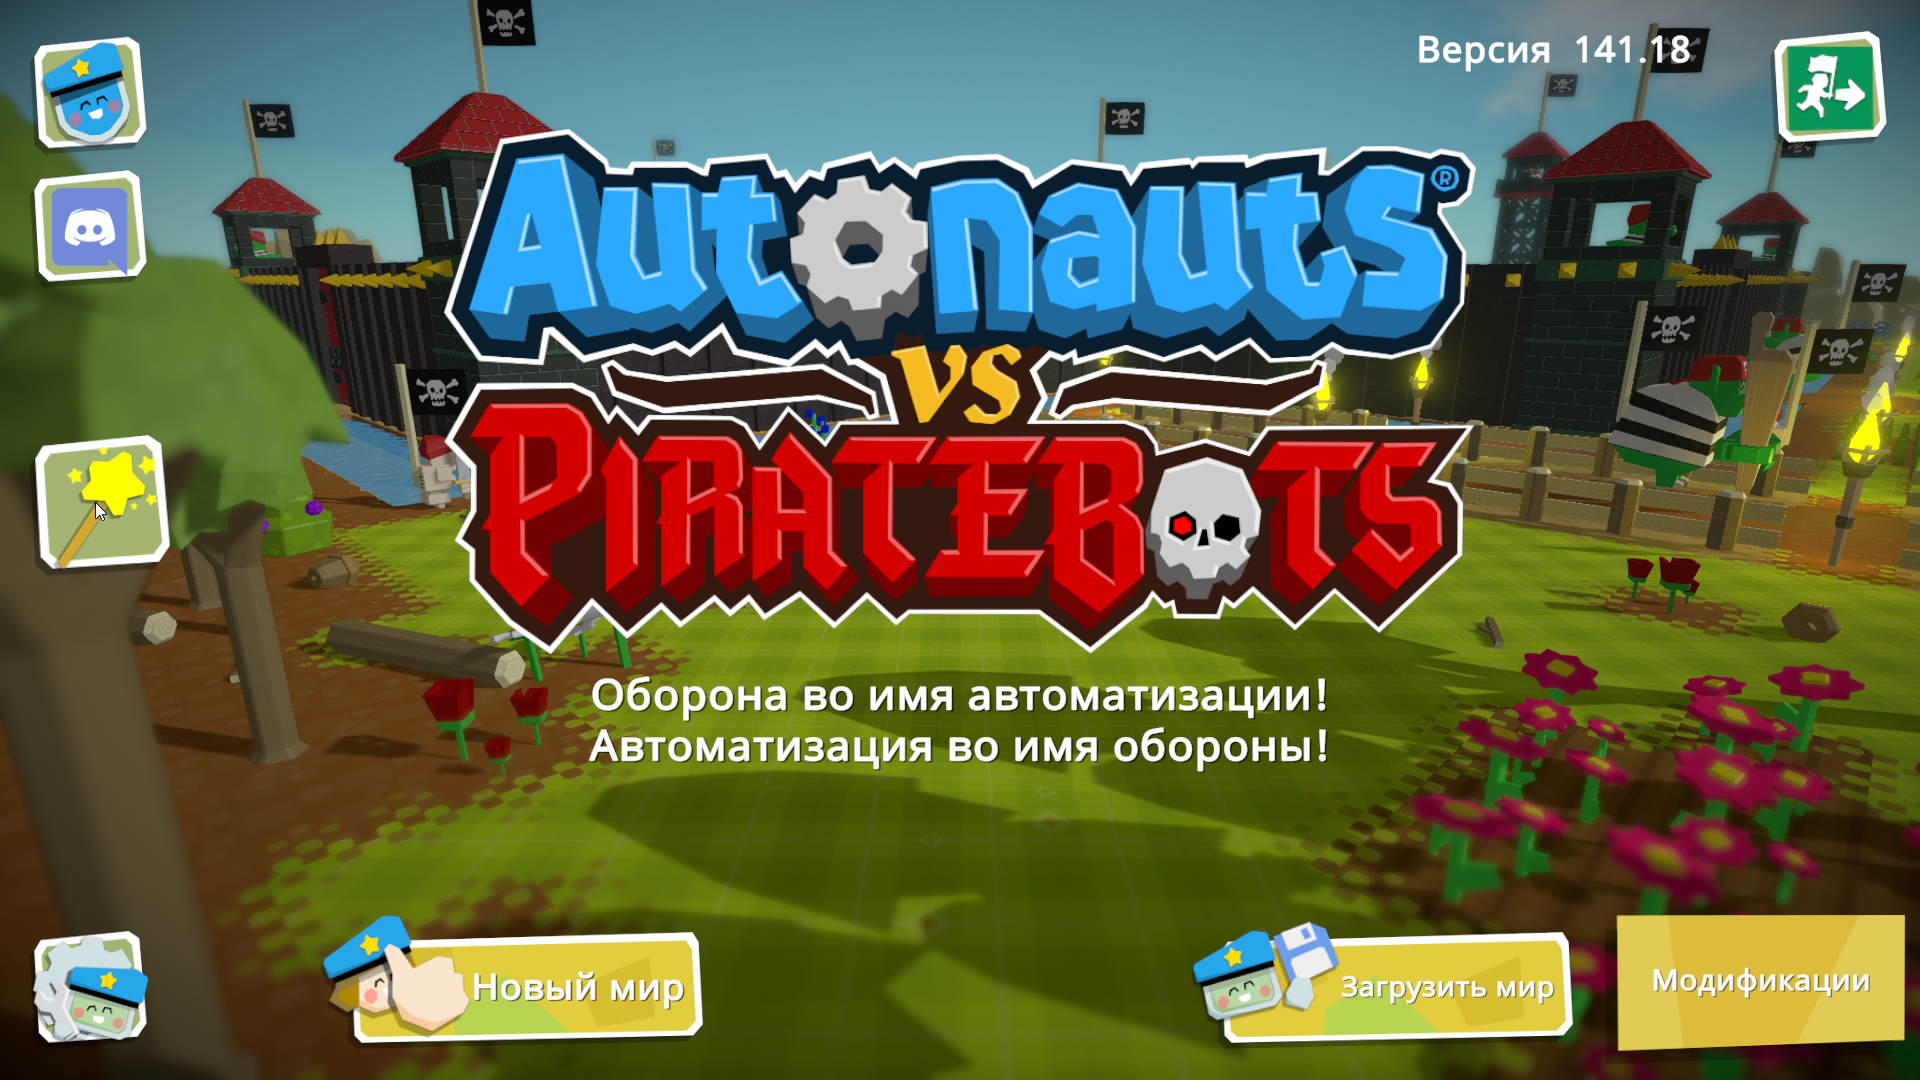 Версия 141.18
Autonauts®
vs
PirateBots
Оборона во имя автоматизации!
Автоматизация во имя обороны!
Новый мир
Загрузить мир
Модификации